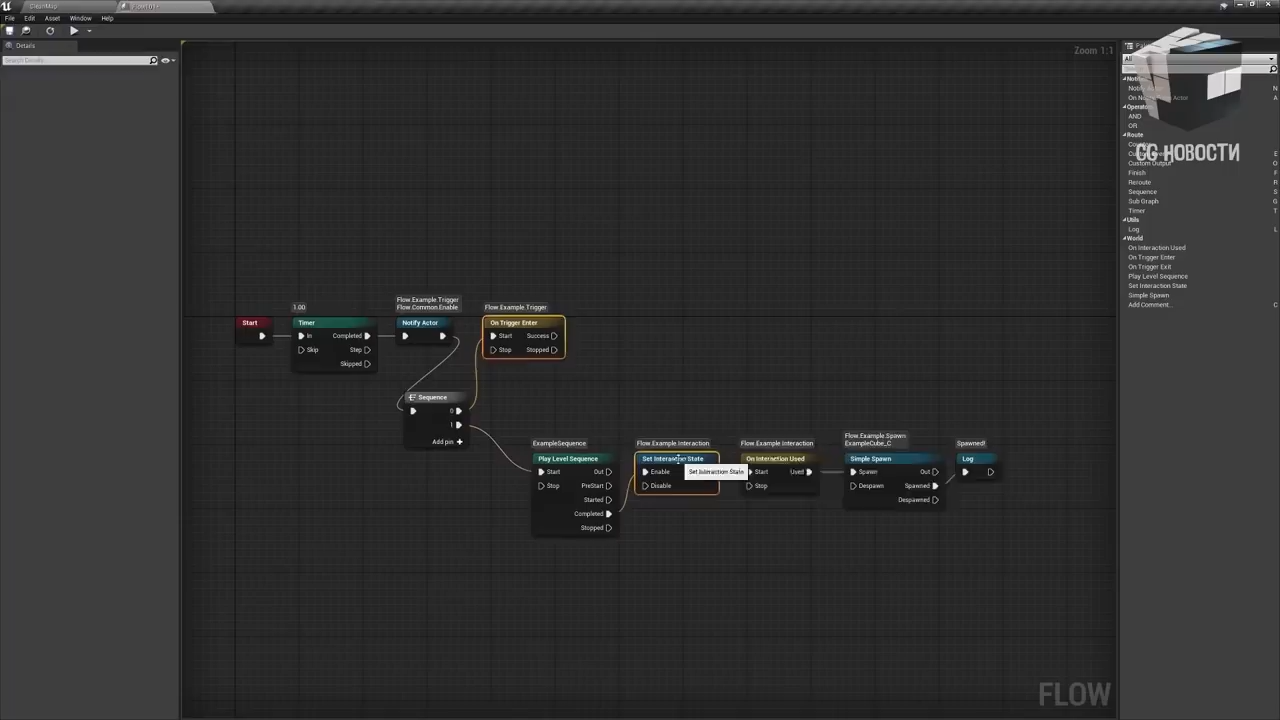 CleanMap
File Edit Asset Window Help
Details
Search Details
Zoom 1:1
All
CG НОВОСТИ
Operators
AND
OR
Route
Custom Output O
Finish F
Reroute R
Sequence S
Sub Graph G
Timer T
Utils
Log L
World
On Interaction Used
On Trigger Enter
On Trigger Exit
Play Level Sequence
Set Interaction State
Simple Spawn
Add Comment... C
Start
1.00
Timer
In Completed
Skip Step
Skipped
Flow.Example.Trigger
Flow.Common.Enable
Notify Actor
Flow.Example.Trigger
On Trigger Enter
Start Success
Stop Stopped
Sequence
0
1
Add pin
ExampleSequence
Play Level Sequence
Start Out
Stop PreStart
Started
Completed
Stopped
Flow.Example.Interaction
Set Interaction State
Enable
Disable
Set Interaction State
Flow.Example.Interaction
On Interaction Used
Start Used
Stop
Flow.Example.Spawn
ExampleCube_C
Simple Spawn
Spawn Out
Despawn Spawned
Despawned
Spawned!
Log
FLOW